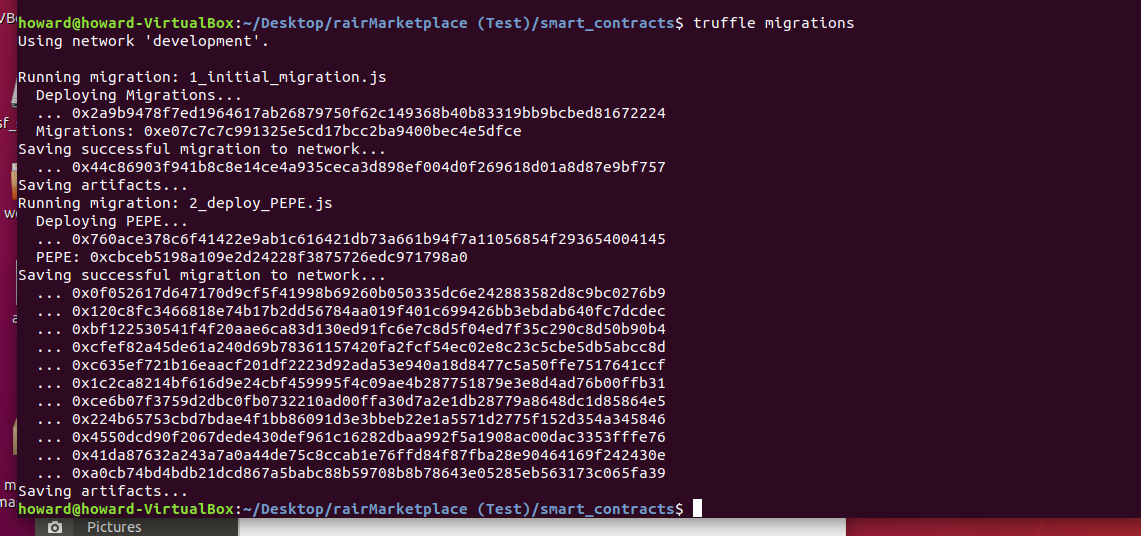 howard@howard-VirtualBox:~/Desktop/rairMarketplace (Test)/smart_contracts$ truffle migrations
Using network 'development'.
Running migration: 1_initial_migration.js
Deploying Migrations...
... 0x2a9b9478f7ed1964617ab26879750f62c149368b40b83319bb9bcbed81672224
Migrations: 0xe07c7c7c991325e5cd17bcc2ba9400bec4e5dfce
Saving successful migration to network...
... 0x44c86903f941b8c8e14ce4a935ceca3d898ef004d0f269618d01a8d87e9bf757
Saving artifacts...
Running migration: 2_deploy_PEPE.js
Deploying PEPE...
... 0x760ace378c6f41422e9ab1c616421db73a661b94f7a11056854f293654004145
PEPE: 0xcbceb5198a109e2d24228f3875726edc971798a0
Saving successful migration to network...
... 0x0f052617d647170d9cf5f41998b69260b050335dc6e242883582d8c9bc0276b9
... 0x120c8fc3466818e74b17b2dd56784aa019f401c699426bb3ebdab640fc7dcdec
... 0xbf122530541f4f20aae6ca83d130ed91fc6e7c8d5f04ed7f35c290c8d50b90b4
... 0xcfef82a45de61a240d69b78361157420fa2fcf54ec02e8c23c5cbe5db5abcc8d
... 0xc635ef721b16eaacf201df2223d92ada53e940a18d8477c5a50ffe7517641ccf
... 0x1c2ca8214bf616d9e24cbf459995f4c09ae4b287751879e3e8d4ad76b00ffb31
... 0xce6b07f3759d2dbc0fb0732210ad00ffa30d7a2e1db28779a8648dc1d85864e5
... 0x224b65753cbd7bdae4f1bb86091d3e3bbeb22e1a5571d2775f152d354a345846
... 0x4550dcd90f2067dede430def961c16282dbaa992f5a1908ac00dac3353fffe76
... 0x41da87632a243a7a0a44de75c8ccab1e76ffd84f87fba28e90464169f242430e
... 0xa0cb74bd4bdb21dcd867a5babc88b59708b8b78643e05285eb563173c065fa39
Saving artifacts...
howard@howard-VirtualBox:~/Desktop/rairMarketplace (Test)/smart_contracts$
Pictures